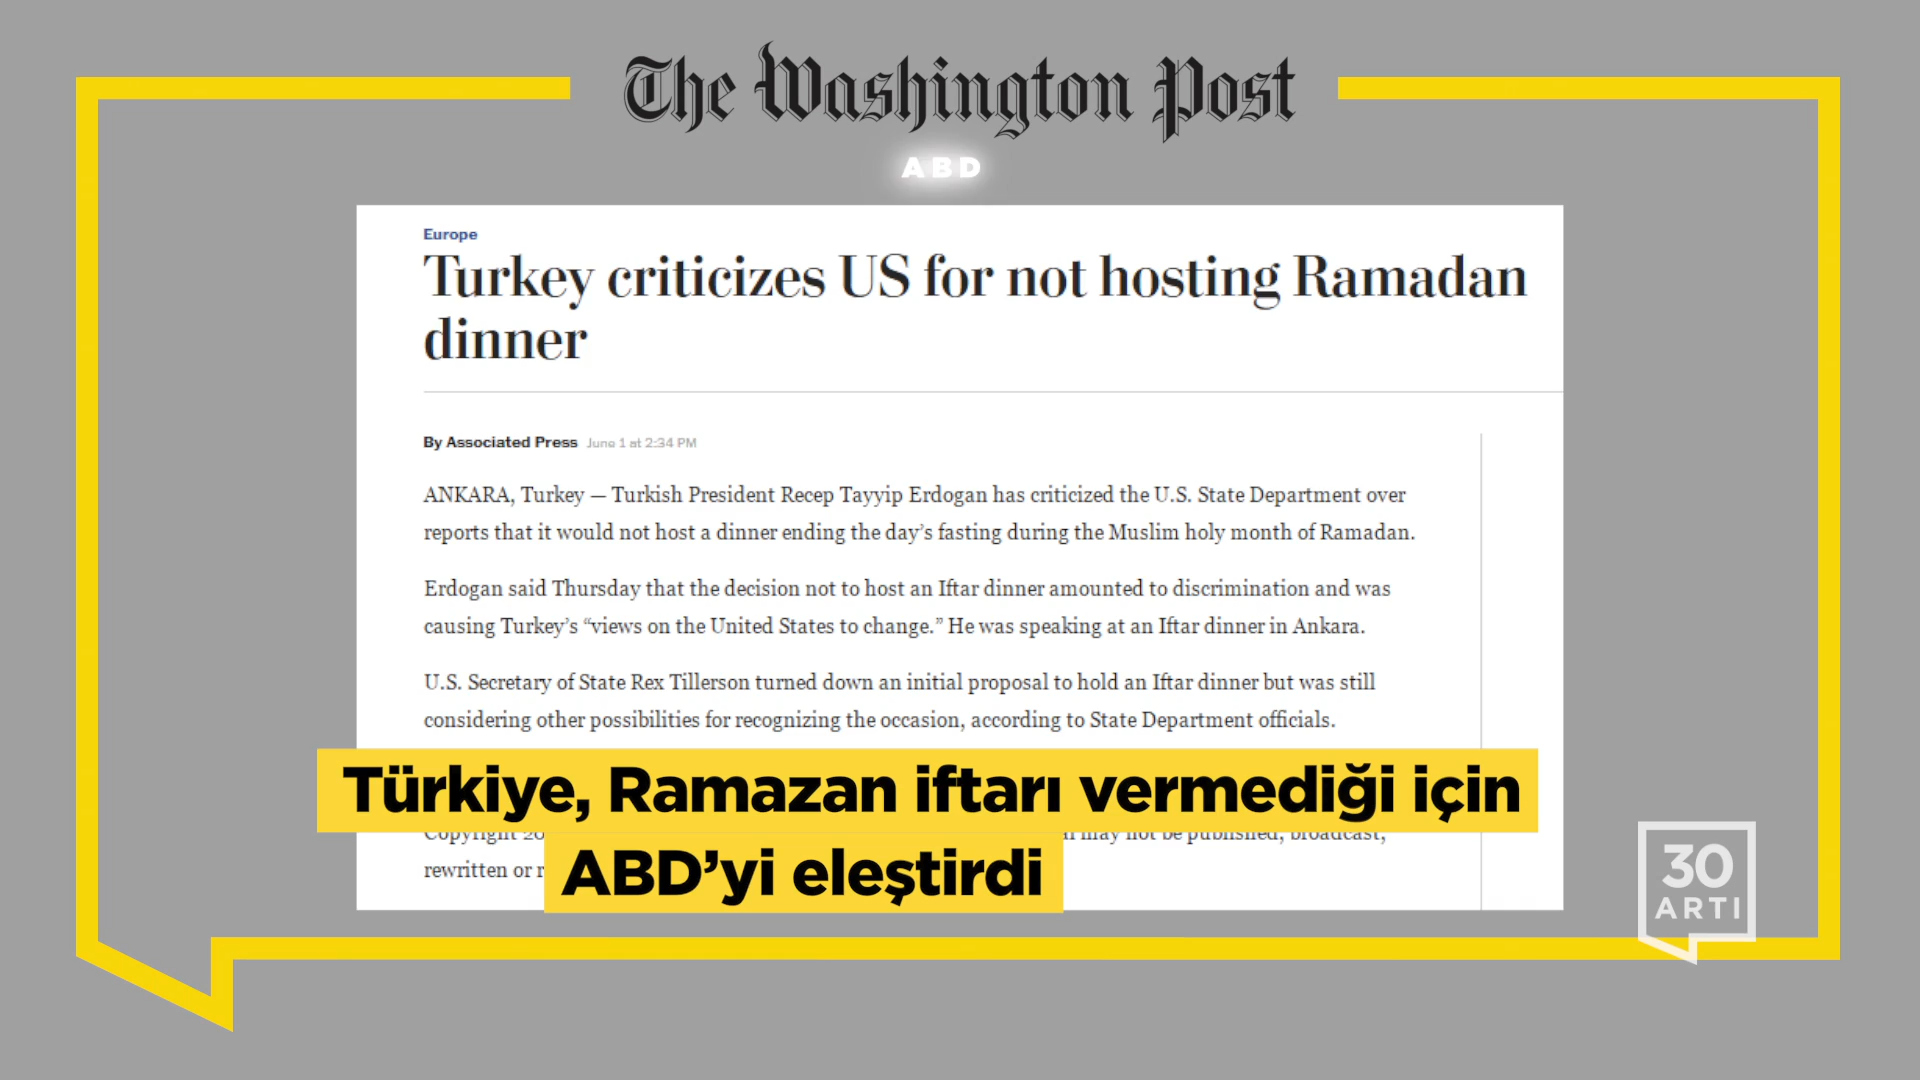 The Washington Post
ABD
Europe
Turkey criticizes US for not hosting Ramadan
dinner
By Associated Press June 1 at 2:34 PM
ANKARA, Turkey — Turkish President Recep Tayyip Erdogan has criticized the U.S. State Department over
reports that it would not host a dinner ending the day’s fasting during the Muslim holy month of Ramadan.
Erdogan said Thursday that the decision not to host an Iftar dinner amounted to discrimination and was
causing Turkey’s “views on the United States to change.” He was speaking at an Iftar dinner in Ankara.
U.S. Secretary of State Rex Tillerson turned down an initial proposal to hold an Iftar dinner but was still
considering other possibilities for recognizing the occasion, according to State Department officials.
Türkiye, Ramazan iftarı vermediği için
Copyright may not be published, broadcast,
ABD’yi eleştirdi
rewritten or
30
ARTI